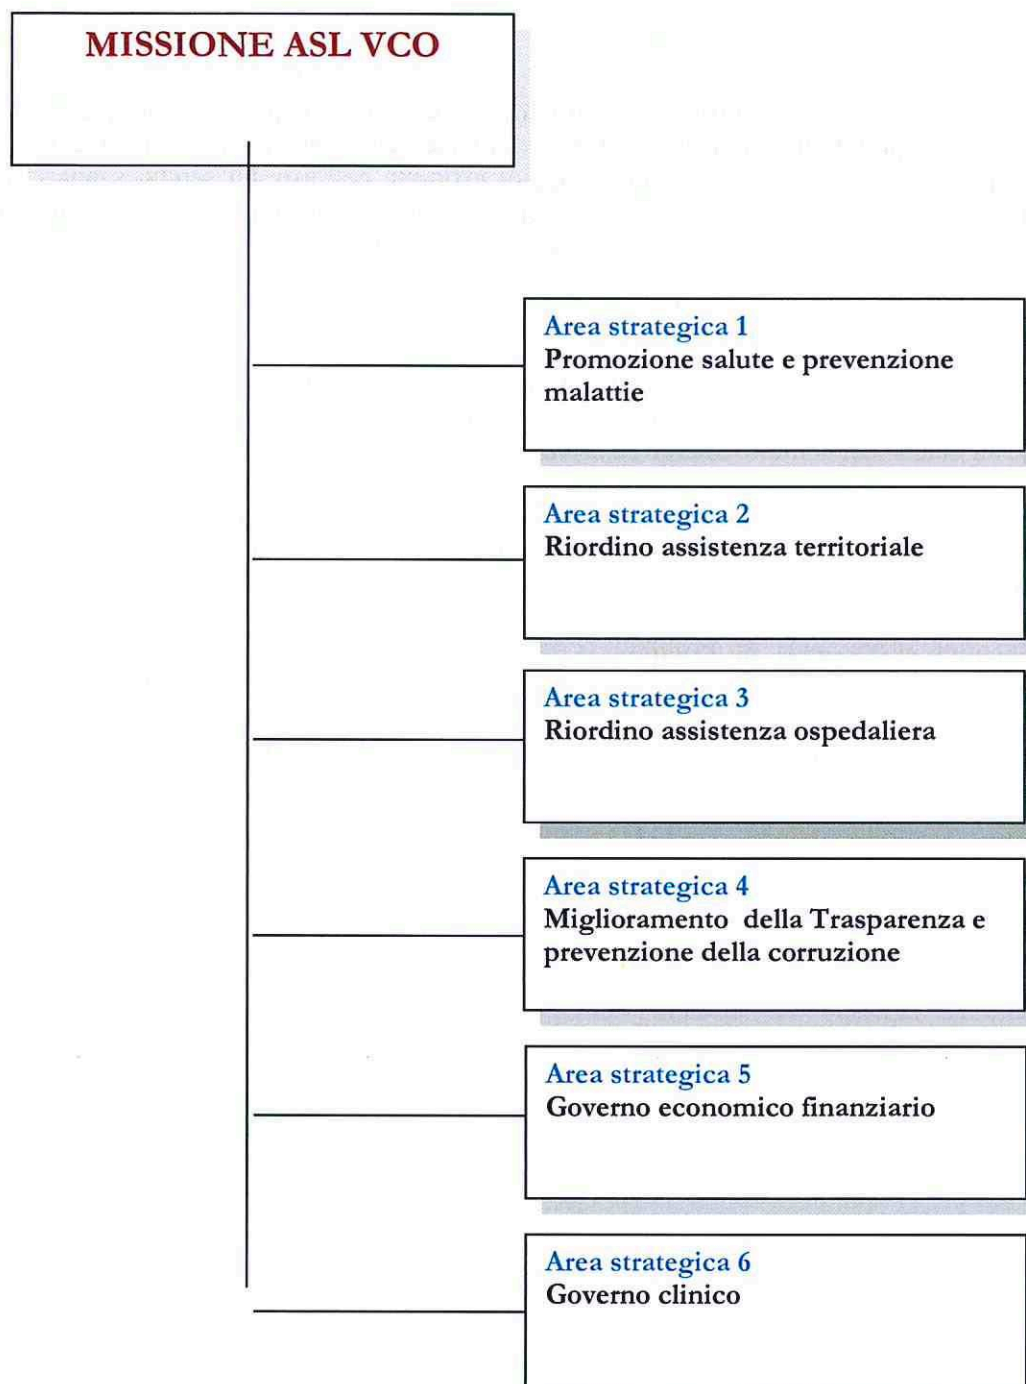 MISSIONE ASL VCO
Area strategica 1
Promozione salute e prevenzione
malattie
Area strategica 2
Riordino assistenza territoriale
Area strategica 3
Riordino assistenza ospedaliera
Area strategica 4
Miglioramento della Trasparenza e
prevenzione della corruzione
Area strategica 5
Governo economico finanziario
Area strategica 6
Governo clinico